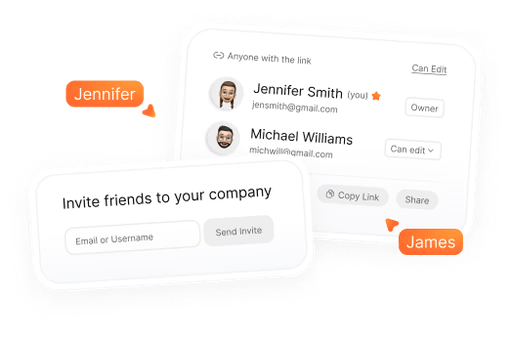 Anyone with the link
Can Edit
Jennifer
Jennifer Smith (you)
jensmith@gmail.com
Owner
Michael Williams
michwill@gmail.com
Can edit
Invite friends to your company
Copy Link
Share
Email or Username
Send Invite
James